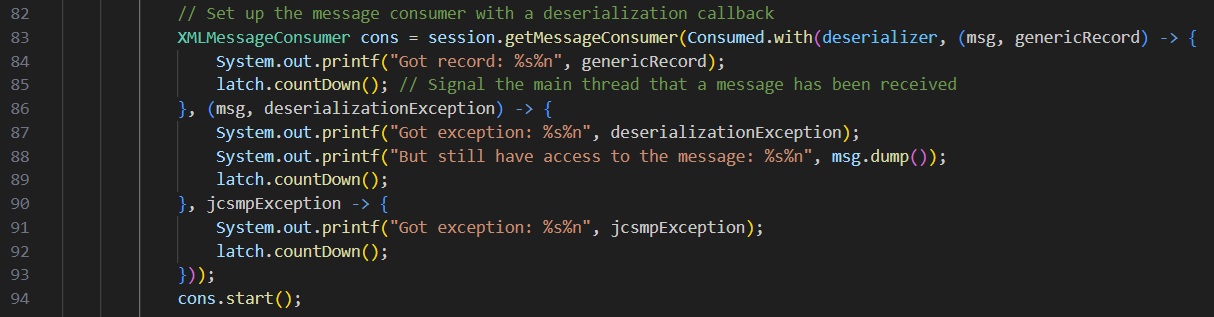 82 // Set up the message consumer with a deserialization callback
83 XMLMessageConsumer cons = session.getMessageConsumer(Consumed.with(deserializer, (msg, genericRecord) -> {
84 System.out.printf("Got record: %s%n", genericRecord);
85 latch.countDown(); // Signal the main thread that a message has been received
86 }, (msg, deserializationException) -> {
87 System.out.printf("Got exception: %s%n", deserializationException);
88 System.out.printf("But still have access to the message: %s%n", msg.dump());
89 latch.countDown();
90 }, jcsmpException -> {
91 System.out.printf("Got exception: %s%n", jcsmpException);
92 latch.countDown();
93 }));
94 cons.start();